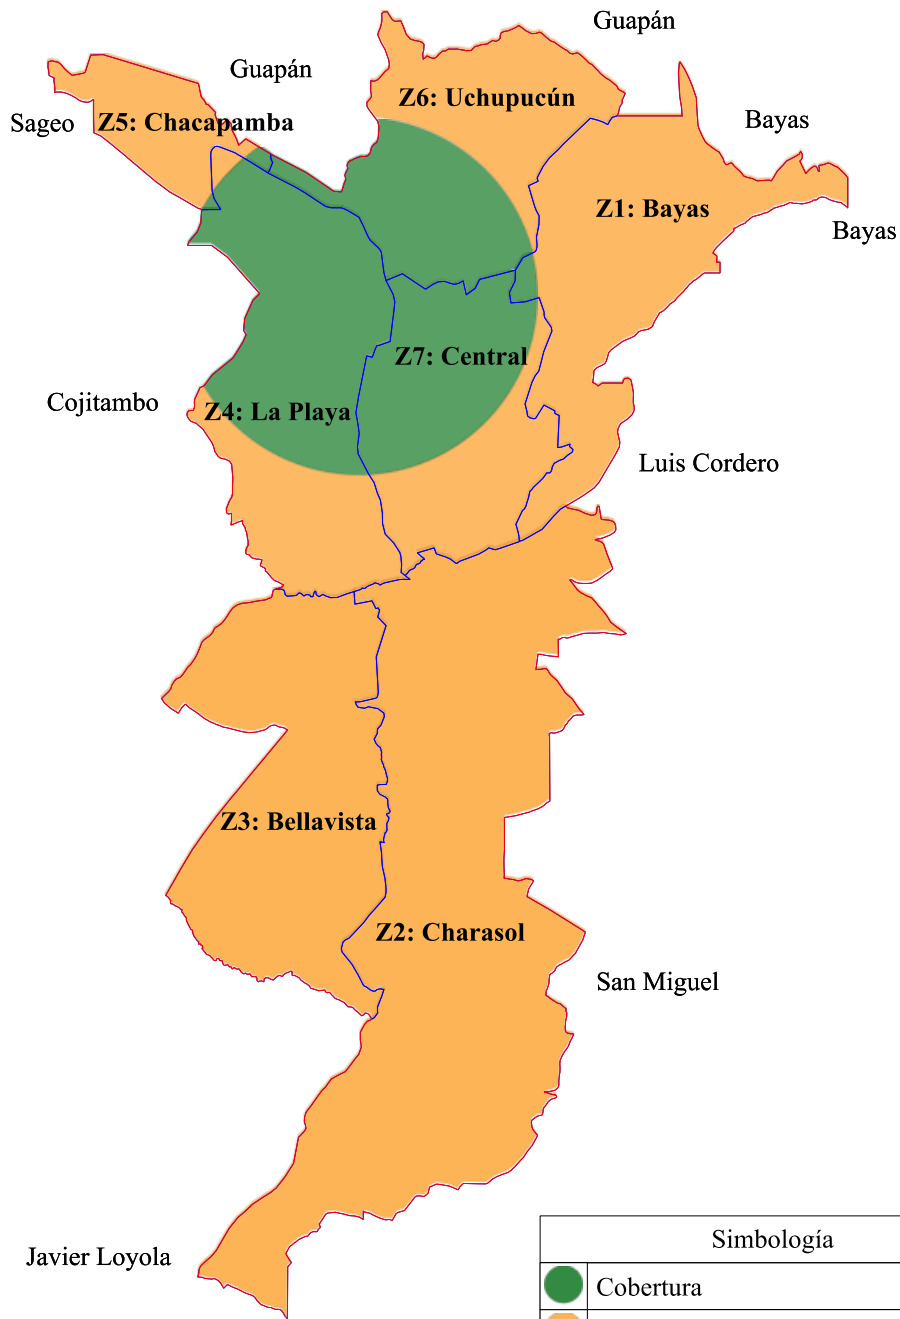 Guapán
Guapán
Z6: Uchupucún
Sageo
Z5: Chacapamba
Bayas
Z1: Bayas
Bayas
Z7: Central
Cojitambo
Z4: La Playa
Luis Cordero
Z3: Bellavista
Z2: Charasol
San Miguel
Simbología
Javier Loyola
Cobertura